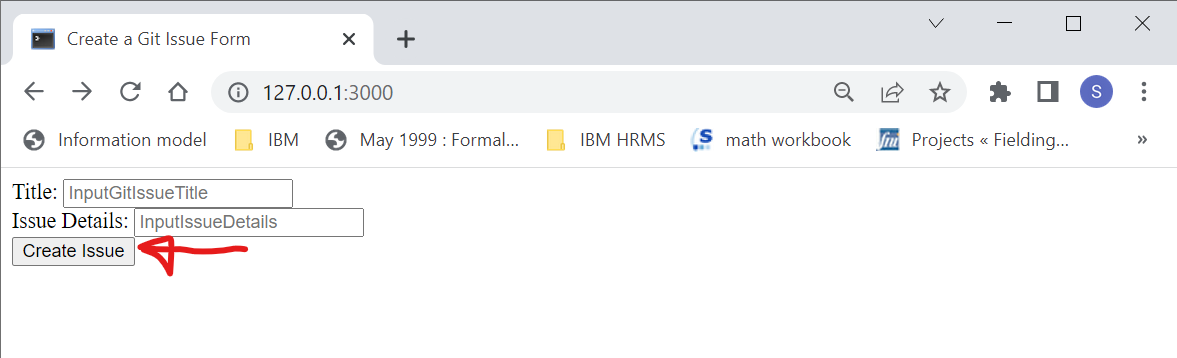 Create a Git Issue Form
127.0.0.1:3000
S
Information model IBM May 1999 : Formal... IBM HRMS S math workbook fm Projects « Fielding... »
Title: InputGitIssueTitle
Issue Details: InputIssueDetails
Create Issue